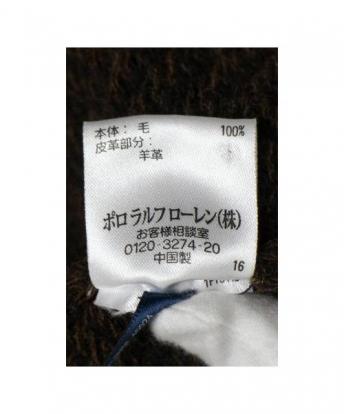 本体: 毛 100%
皮革部分:
羊革
ポロ ラルフ ローレン(株)
お客様相談室
0120-3274-20
中国製
16